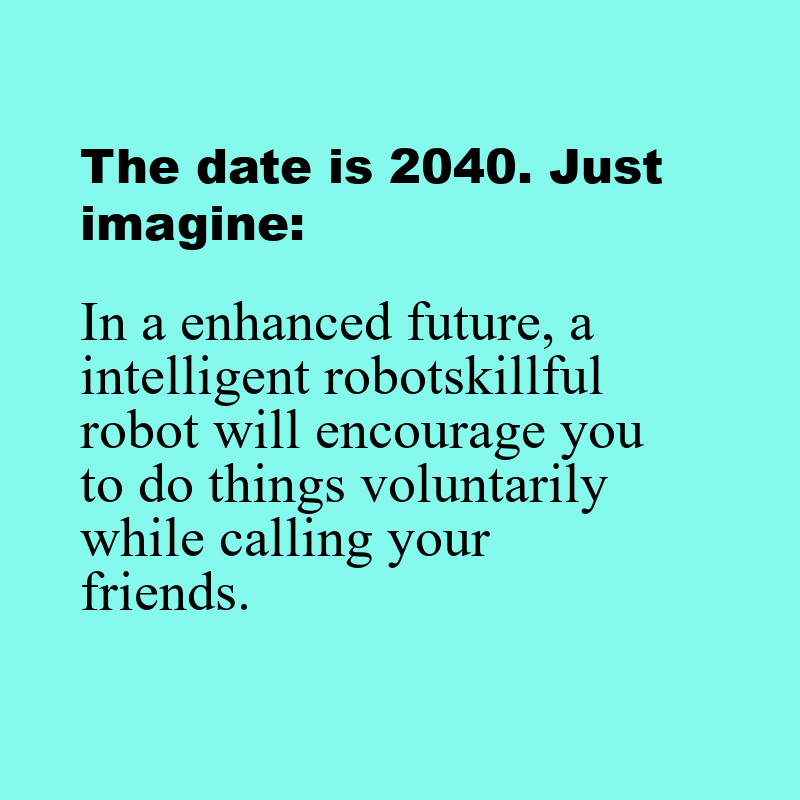 The date is 2040. Just
imagine:
In a enhanced future, a
intelligent robotskillful
robot will encourage you
to do things voluntarily
while calling your
friends.